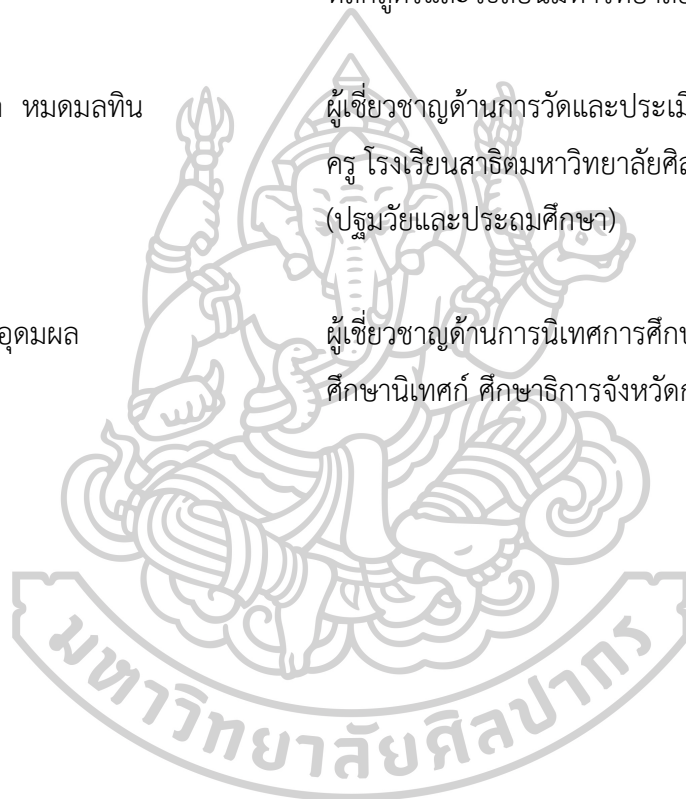 หมดมลทิน
ผู้เชี่ยวชาญด้านการวัดและประเมิ
ครู โรงเรียนสาธิตมหาวิทยาลัยศิล
(ปฐมวัยและประถมศึกษา)
อุดมผล
ผู้เชี่ยวชาญด้านการนิเทศการศึกษ
ศึกษานิเทศก์ ศึกษาธิการจังหวัดก
มหาวิทยาลัยศิลปากร